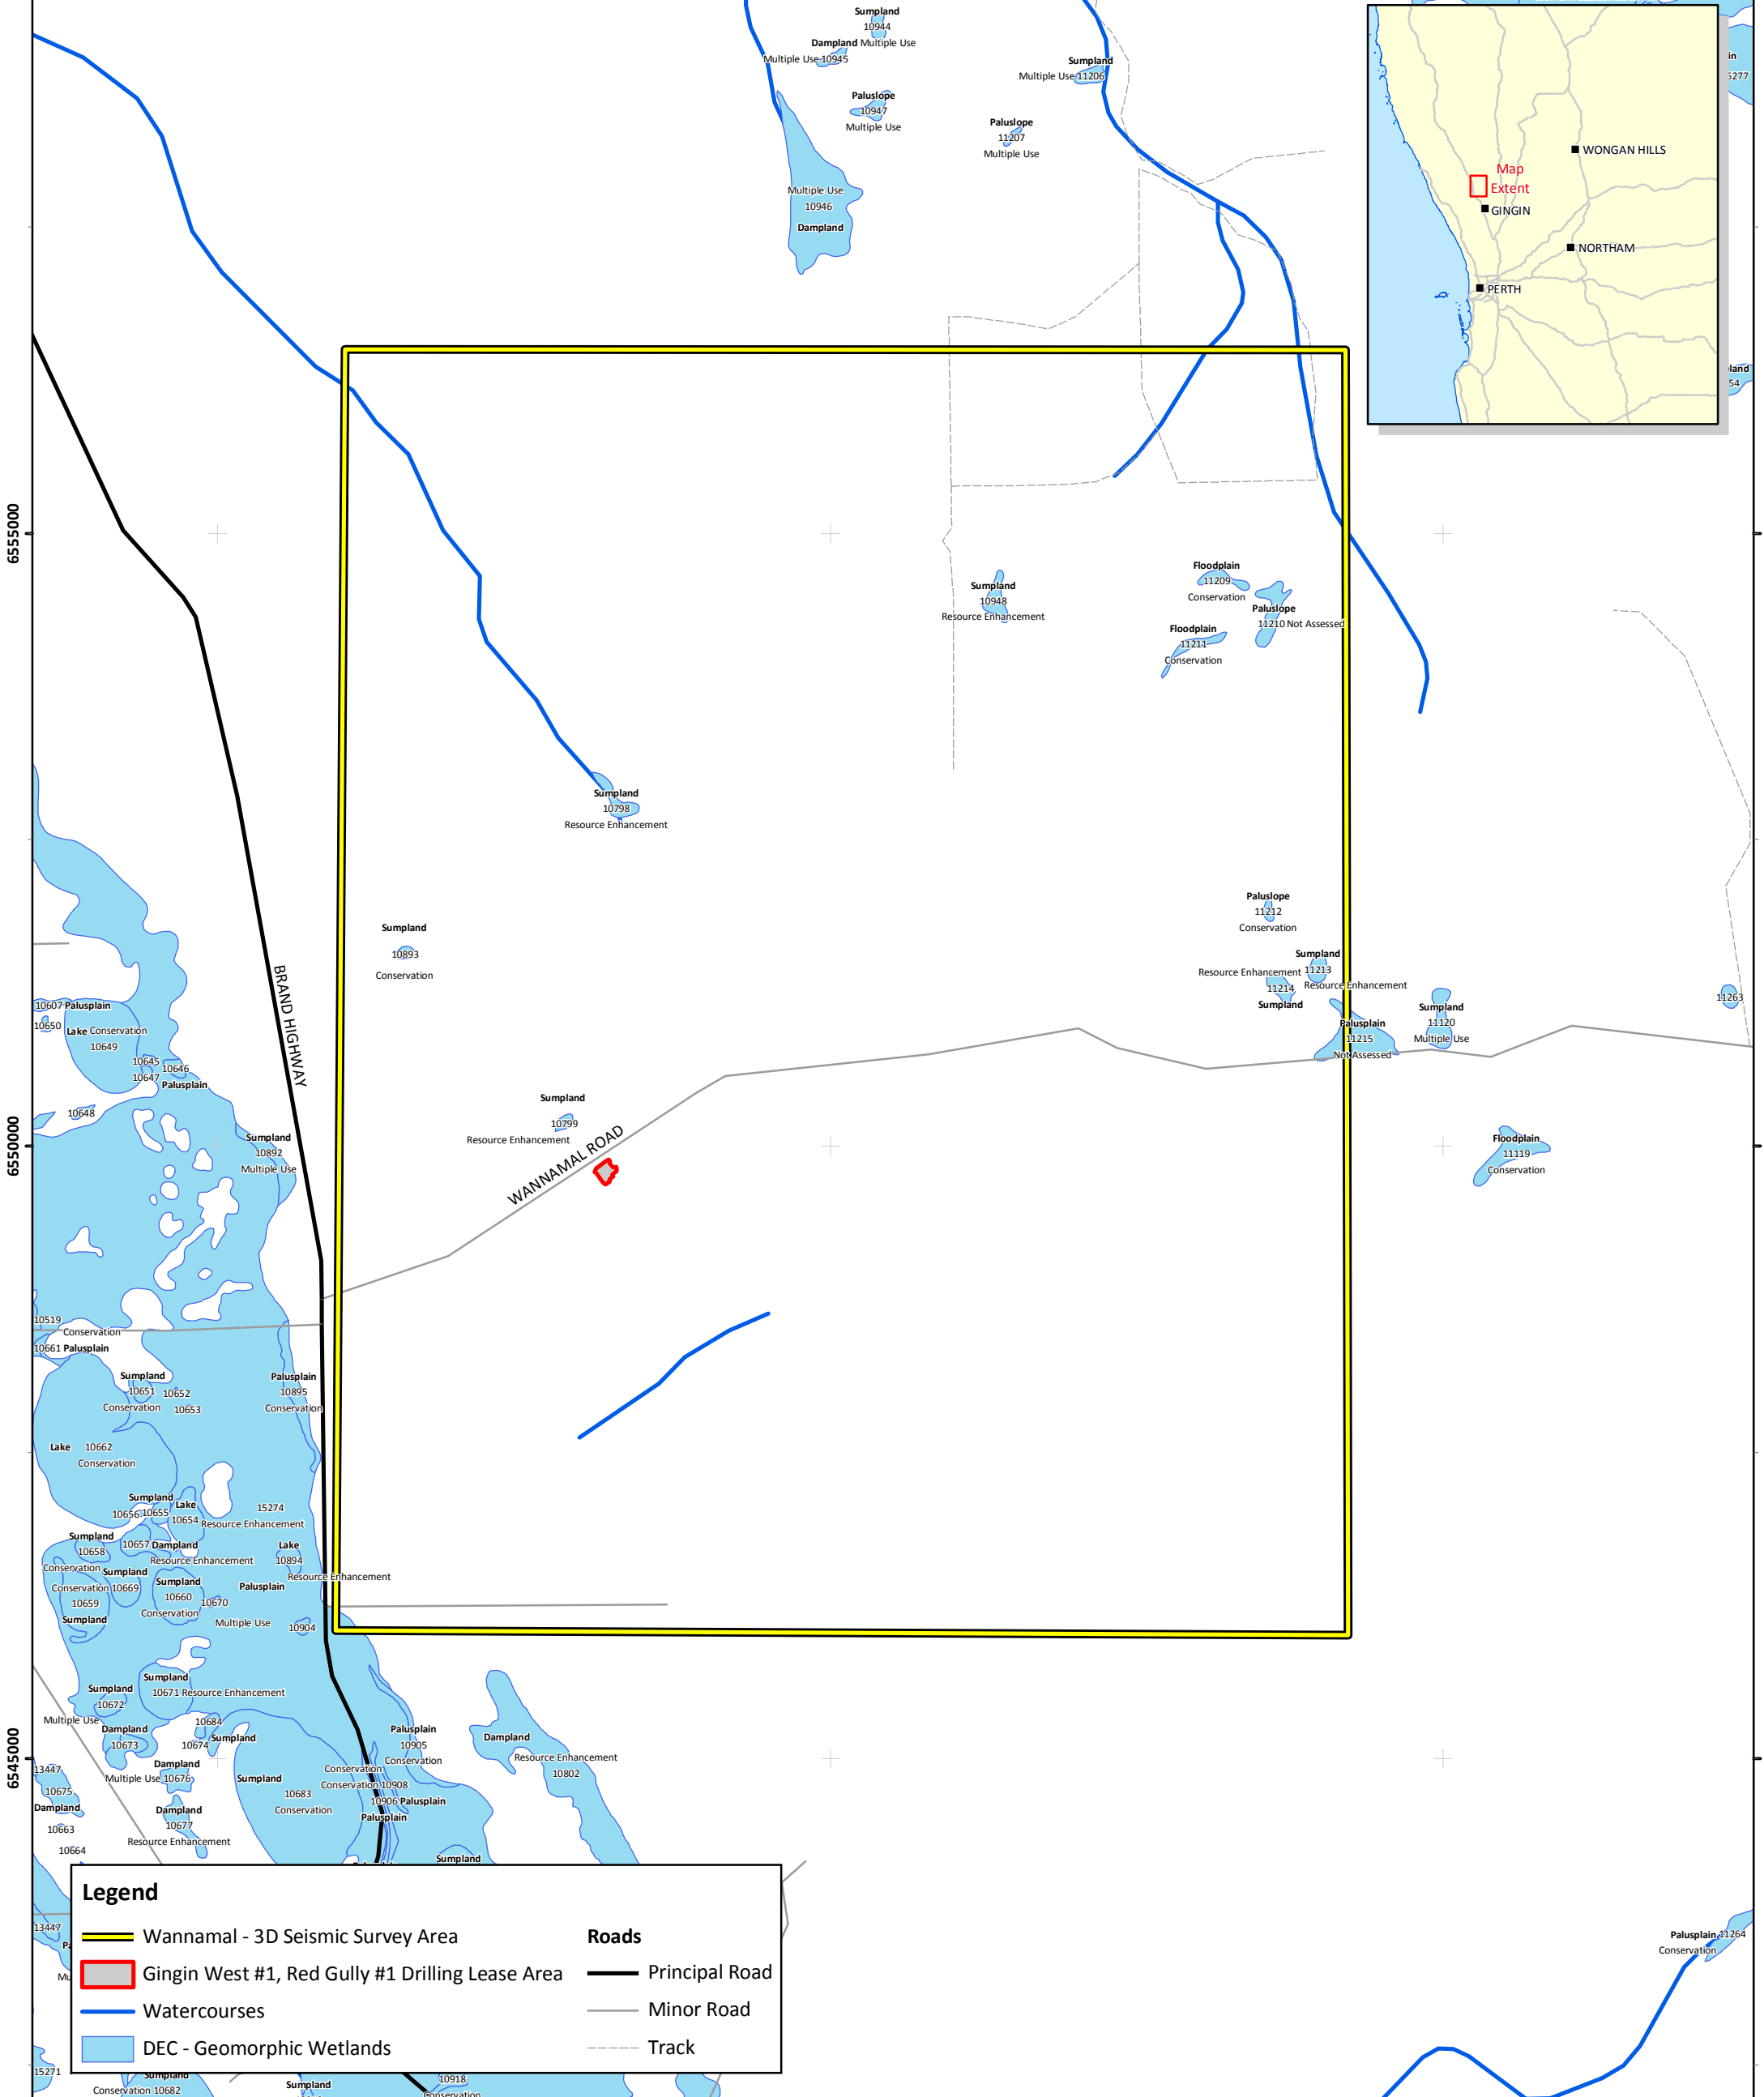 Sumpland
10944
Multiple Use
Dampland
Multiple Use 10945
Sumpland
Multiple Use 11206
Paluslope
10947
Multiple Use
Paluslope
11207
Multiple Use
Multiple Use
10946
Dampland
in
5277
land
54
WONGAN HILLS
Map
Extent
GINGIN
NORTHAM
PERTH
6555000
Sumpland
10948
Resource Enhancement
Floodplain
11209
Conservation
Paluslope
11210 Not Assessed
Floodplain
11211
Conservation
Sumpland
10798
Resource Enhancement
Paluslope
11212
Conservation
Sumpland
10893
Conservation
Sumpland
11213
Resource Enhancement
Resource Enhancement
11214
Sumpland
Palusplain
11215
Not Assessed
Sumpland
11120
Multiple Use
11263
BRAND HIGHWAY
10607 Palusplain
10650
Lake Conservation
10649
10645
10646
10647
Palusplain
10648
Sumpland
10892
Multiple Use
6550000
Sumpland
10799
Resource Enhancement
WANNAMAL ROAD
Floodplain
11119
Conservation
10519
Conservation
10661 Palusplain
Sumpland
10651
10652
Conservation
10653
Palusplain
10895
Conservation
Lake 10662
Conservation
Sumpland
10656 10655
Lake
10654
15274
Resource Enhancement
Sumpland
10658
10657 Dampland
Resource Enhancement
Lake
10894
Resource Enhancement
Conservation
Sumpland
Conservation 10669
10659
Sumpland
Sumpland
10660
10670
Conservation
Palusplain
Multiple Use
10904
Sumpland
10671 Resource Enhancement
Sumpland
10672
Multiple Use
Dampland
10673
10684
10674 Sumpland
Dampland
Multiple Use 10676
13447
10675
Dampland
10663
10664
Dampland
10677
Resource Enhancement
Sumpland
10683
Conservation
6545000
Palusplain
10905
Conservation
Conservation
Conservation 10908
10906 Palusplain
Palusplain
Sumpland
Dampland
Resource Enhancement
10802
13447
Pa
Mu
15271
Legend
Wannamal - 3D Seismic Survey Area
Gingin West #1, Red Gully #1 Drilling Lease Area
Watercourses
DEC - Geomorphic Wetlands
Roads
Principal Road
Minor Road
Track
Palusplain 11264
Conservation
Sumpland
Conservation 10682
Sumpland
10918
Conservation